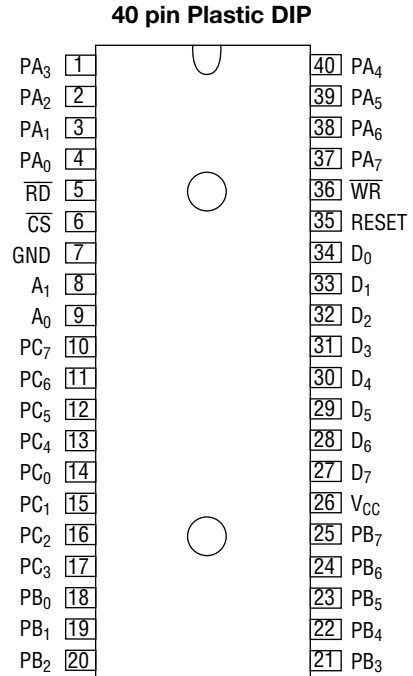 40 pin Plastic DIP
PA3 1 40 PA4
PA2 2 39 PA5
PA1 3 38 PA6
PA0 4 37 PA7
R̅D̅ 5 36 W̅R̅
C̅S̅ 6 35 RESET
GND 7 34 D0
A1 8 33 D1
A0 9 32 D2
PC7 10 31 D3
PC6 11 30 D4
PC5 12 29 D5
PC4 13 28 D6
PC0 14 27 D7
PC1 15 26 VCC
PC2 16 25 PB7
PC3 17 24 PB6
PB0 18 23 PB5
PB1 19 22 PB4
PB2 20 21 PB3